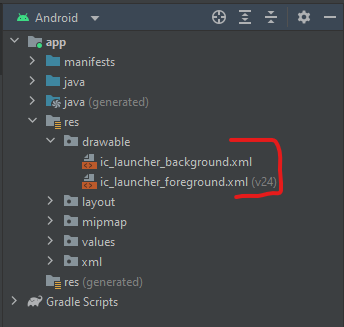 Android
app
manifests
java
java (generated)
res
drawable
ic_launcher_background.xml
ic_launcher_foreground.xml (v24)
layout
mipmap
values
xml
res (generated)
Gradle Scripts